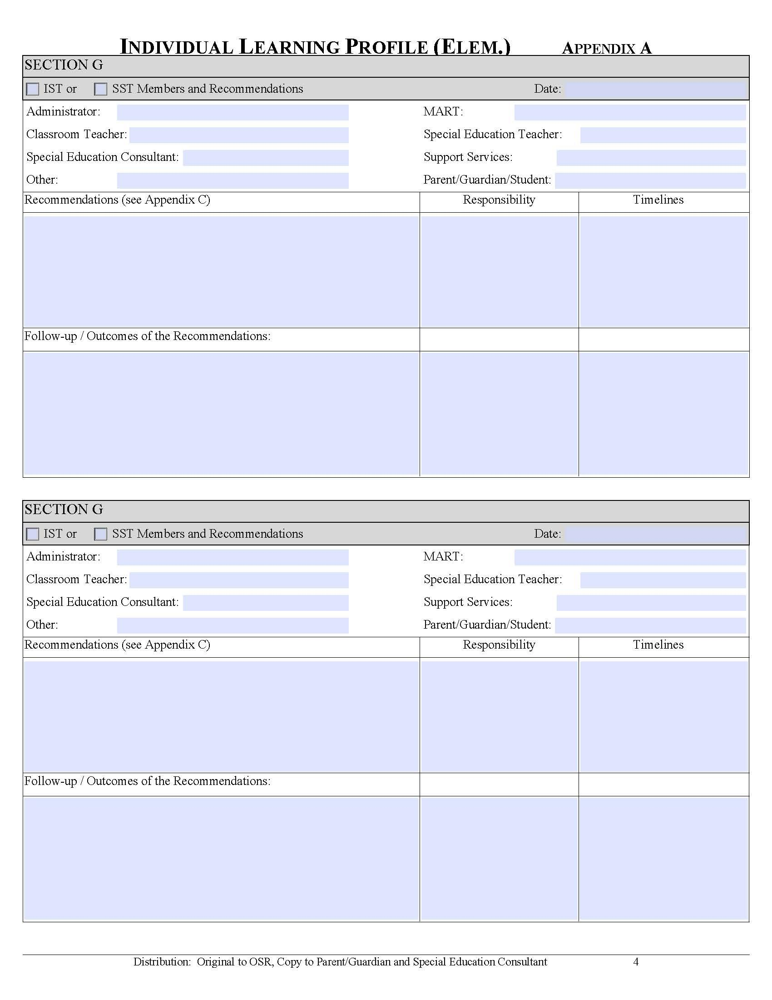 INDIVIDUAL LEARNING PROFILE (ELEM.) APPENDIX A
SECTION G
IST or SST Members and Recommendations Date:
Administrator: MART:
Classroom Teacher: Special Education Teacher:
Special Education Consultant: Support Services:
Other: Parent/Guardian/Student:
Recommendations (see Appendix C) Responsibility Timelines
Follow-up / Outcomes of the Recommendations:
SECTION G
IST or SST Members and Recommendations Date:
Administrator: MART:
Classroom Teacher: Special Education Teacher:
Special Education Consultant: Support Services:
Other: Parent/Guardian/Student:
Recommendations (see Appendix C) Responsibility Timelines
Follow-up / Outcomes of the Recommendations:
Distribution: Original to OSR, Copy to Parent/Guardian and Special Education Consultant 4